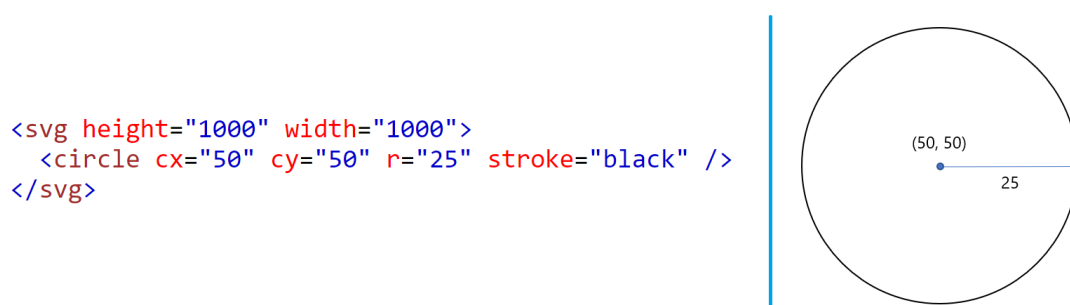 <svg height="1000" width="1000">
<circle cx="50" cy="50" r="25" stroke="black" />
</svg>
(50, 50)
25